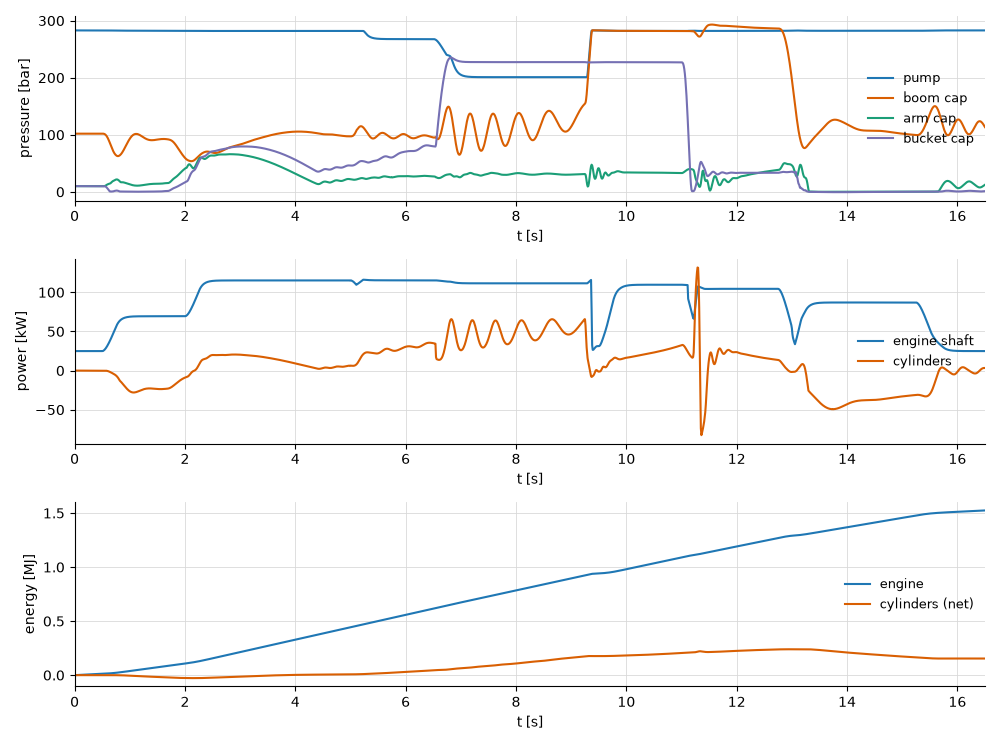 300
200
100
0
pressure [bar]
pump
boom cap
arm cap
bucket cap
0 2 4 6 8 10 12 14 16
t [s]
100
50
0
−50
power [kW]
engine shaft
cylinders
0 2 4 6 8 10 12 14 16
t [s]
1.5
1.0
0.5
0.0
energy [MJ]
engine
cylinders (net)
0 2 4 6 8 10 12 14 16
t [s]